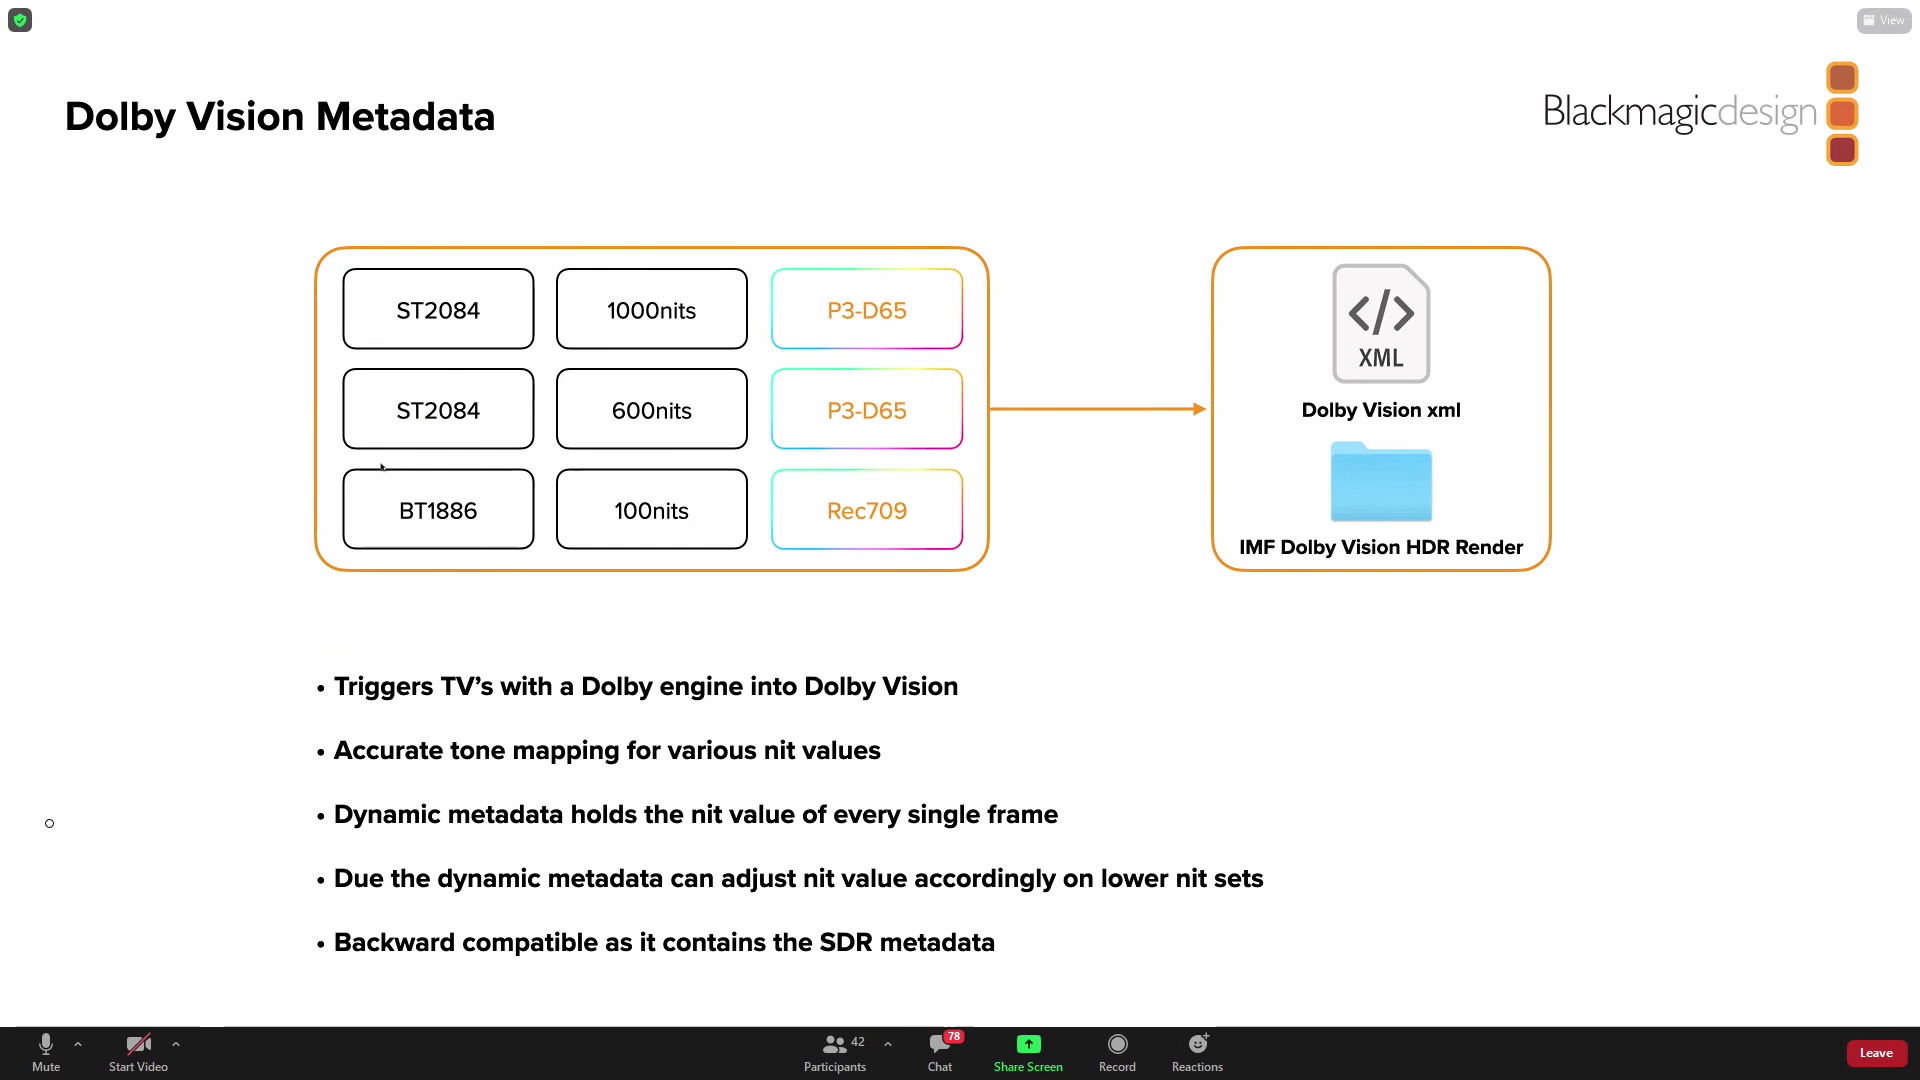 View
Dolby Vision Metadata
Blackmagicdesign
ST2084 1000nits P3-D65
ST2084 600nits P3-D65
BT1886 100nits Rec709
</>
XML
Dolby Vision xml
IMF Dolby Vision HDR Render
• Triggers TV’s with a Dolby engine into Dolby Vision
• Accurate tone mapping for various nit values
• Dynamic metadata holds the nit value of every single frame
• Due the dynamic metadata can adjust nit value accordingly on lower nit sets
• Backward compatible as it contains the SDR metadata
42 78
Mute Start Video Participants Chat Share Screen Record Reactions Leave